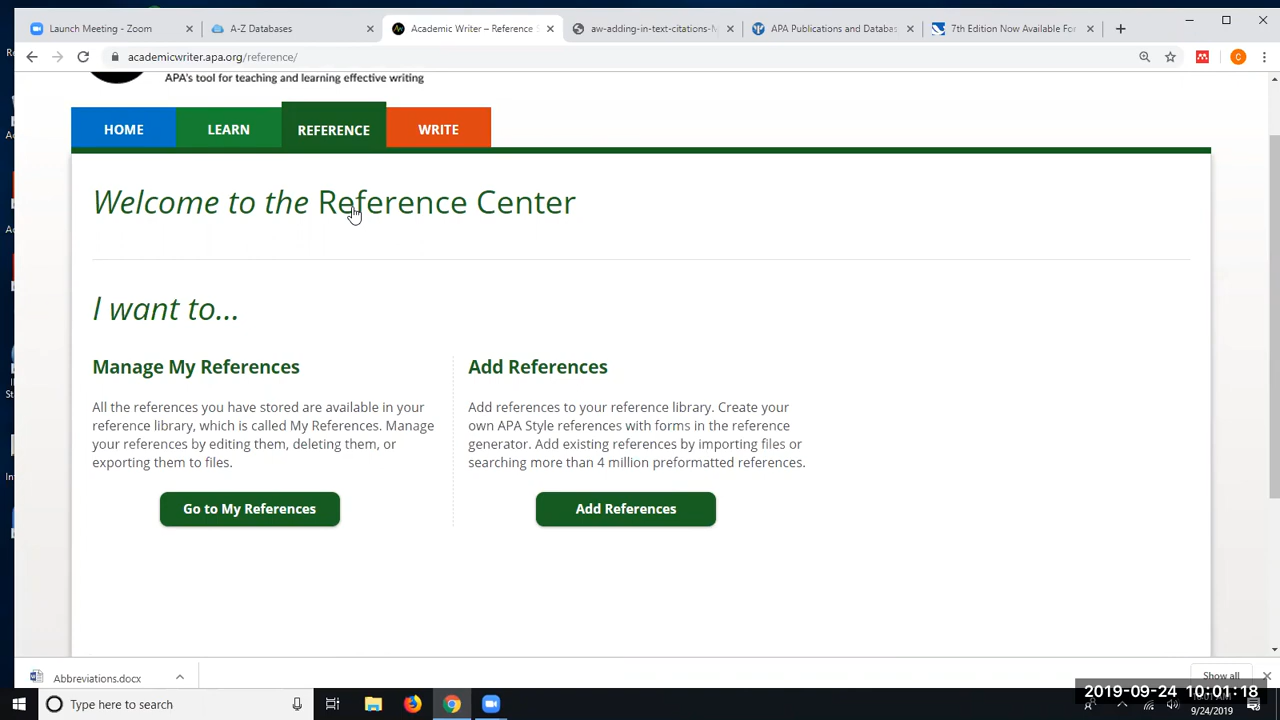 Launch Meeting - Zoom
A-Z Databases
Academic Writer – Reference
aw-adding-in-text-citations-
APA Publications and Databas
7th Edition Now Available For
academicwriter.apa.org/reference/
C
APA's tool for teaching and learning effective writing
HOME
LEARN
REFERENCE
WRITE
Welcome to the Reference Center
I want to...
Manage My References
All the references you have stored are available in your
reference library, which is called My References. Manage
your references by editing them, deleting them, or
exporting them to files.
Go to My References
Add References
Add references to your reference library. Create your
own APA Style references with forms in the reference
generator. Add existing references by importing files or
searching more than 4 million preformatted references.
Add References
Abbreviations.docx
Show all
Type here to search
2019-09-24 10:01:18
9/24/2019